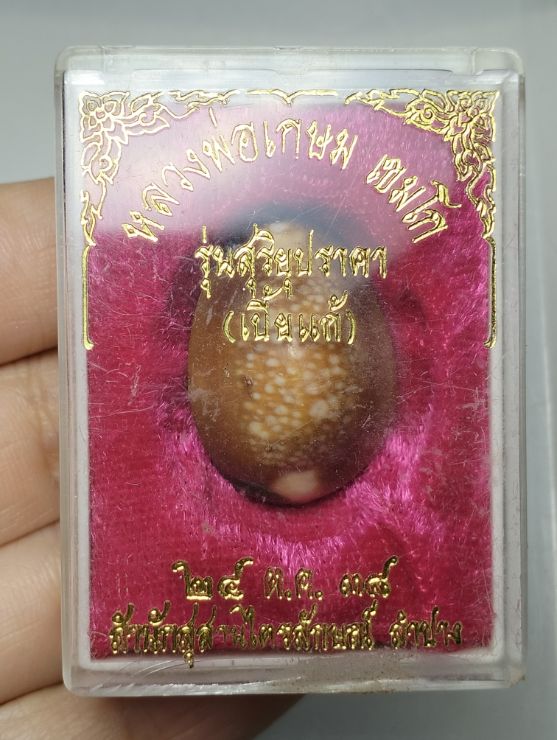 หลวงพ่อเกษม เขมโก
รุ่นสุริยุปราคา
(เบี้ยแก้)
๒๔ ต.ค. ๓๘
สำนักสุสานไตรลักษณ์ ลำปาง